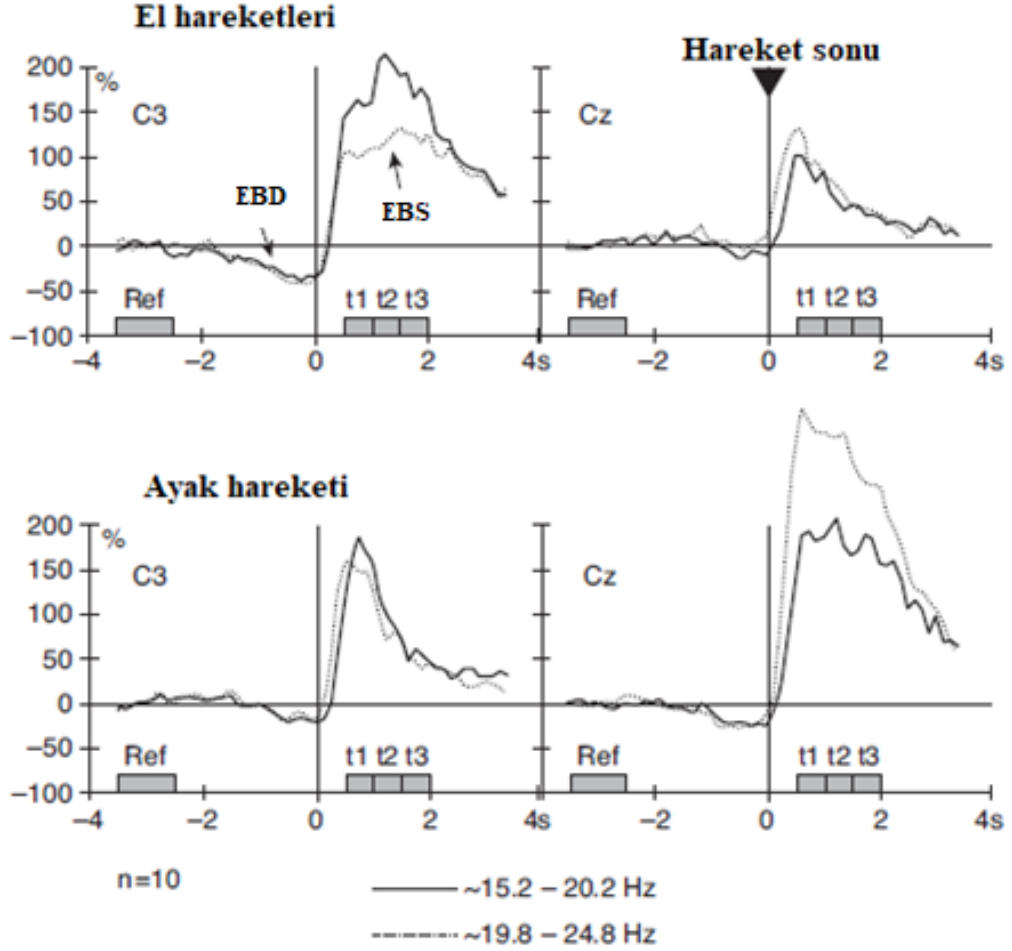 El hareketleri
Hareket sonu
200
%
150
C3
Cz
100
50
EBD
EBS
0
−50
Ref
t1 t2 t3
t1 t2 t3
−100
−4
−2
0
2
4s
−2
0
2
4s
Ayak hareketi
200
%
150
C3
Cz
100
50
0
−50
Ref
t1 t2 t3
Ref
t1 t2 t3
−100
−4
−2
0
2
4s
−2
0
2
4s
n=10
~15.2 – 20.2 Hz
~19.8 – 24.8 Hz